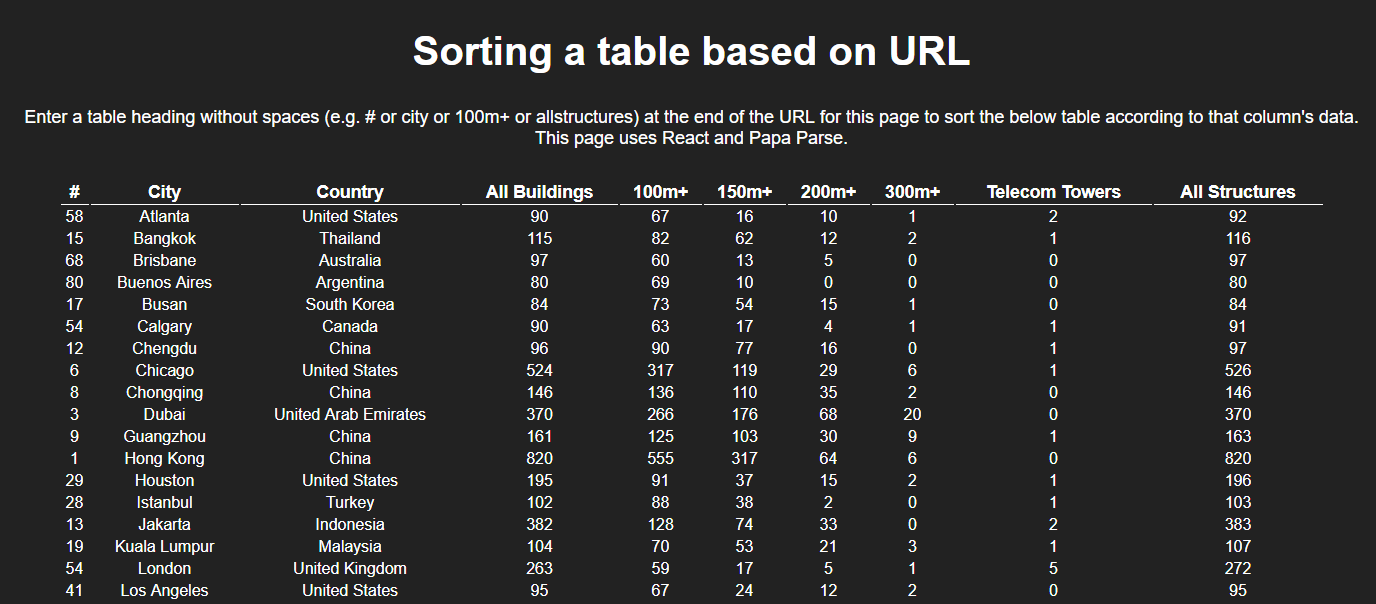 Sorting a table based on URL
Enter a table heading without spaces (e.g. # or city or 100m+ or allstructures) at the end of the URL for this page to sort the below table according to that column's data.
This page uses React and Papa Parse.
# City Country All Buildings 100m+ 150m+ 200m+ 300m+ Telecom Towers All Structures
58 Atlanta United States 90 67 16 10 1 2 92
15 Bangkok Thailand 115 82 62 12 2 1 116
68 Brisbane Australia 97 60 13 5 0 0 97
80 Buenos Aires Argentina 80 69 10 0 0 0 80
17 Busan South Korea 84 73 54 15 1 0 84
54 Calgary Canada 90 63 17 4 1 1 91
12 Chengdu China 96 90 77 16 0 1 97
6 Chicago United States 524 317 119 29 6 1 526
8 Chongqing China 146 136 110 35 2 0 146
3 Dubai United Arab Emirates 370 266 176 68 20 0 370
9 Guangzhou China 161 125 103 30 9 1 163
1 Hong Kong China 820 555 317 64 6 0 820
29 Houston United States 195 91 37 15 2 1 196
28 Istanbul Turkey 102 88 38 2 0 1 103
13 Jakarta Indonesia 382 128 74 33 0 2 383
19 Kuala Lumpur Malaysia 104 70 53 21 3 1 107
54 London United Kingdom 263 59 17 5 1 5 272
41 Los Angeles United States 95 67 24 12 2 0 95